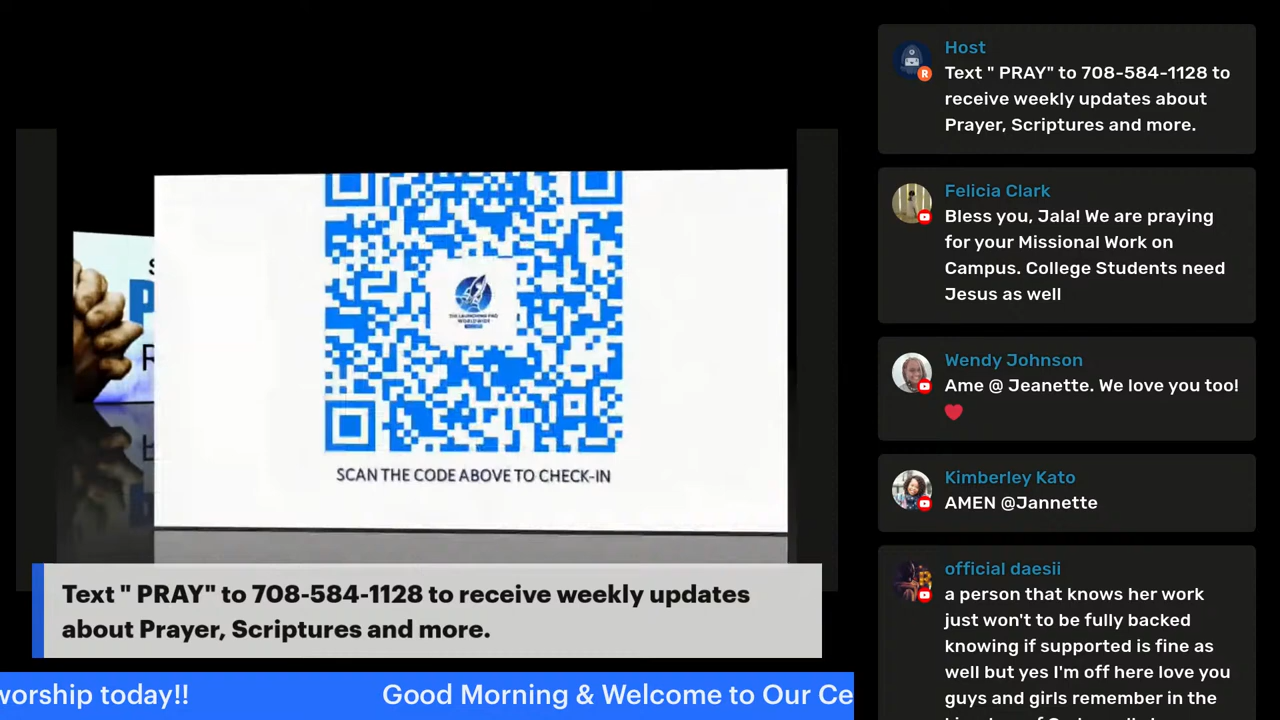 THE LAUNCHING PAD
WORLDWIDE
SCAN THE CODE ABOVE TO CHECK-IN
Text " PRAY" to 708-584-1128 to receive weekly updates
about Prayer, Scriptures and more.
worship today!! Good Morning & Welcome to Our Ce
Host
Text " PRAY" to 708-584-1128 to
receive weekly updates about
Prayer, Scriptures and more.
Felicia Clark
Bless you, Jala! We are praying
for your Missional Work on
Campus. College Students need
Jesus as well
Wendy Johnson
Ame @ Jeanette. We love you too!
❤️
Kimberley Kato
AMEN @Jannette
official daesii
a person that knows her work
just won't to be fully backed
knowing if supported is fine as
well but yes I'm off here love you
guys and girls remember in the